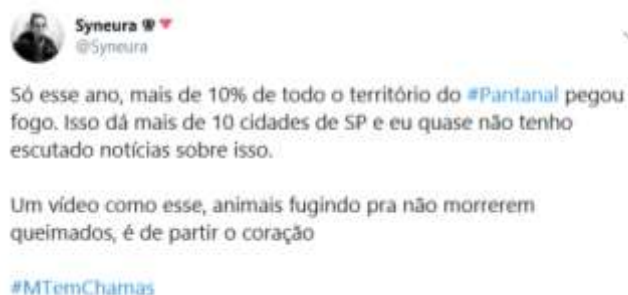 Syneura
@Syneura
Só esse ano, mais de 10% de todo o território do #Pantanal pegou
fogo. Isso dá mais de 10 cidades de SP e eu quase não tenho
escutado notícias sobre isso.
Um vídeo como esse, animais fugindo pra não morrerem
queimados, é de partir o coração
#MTemChamas